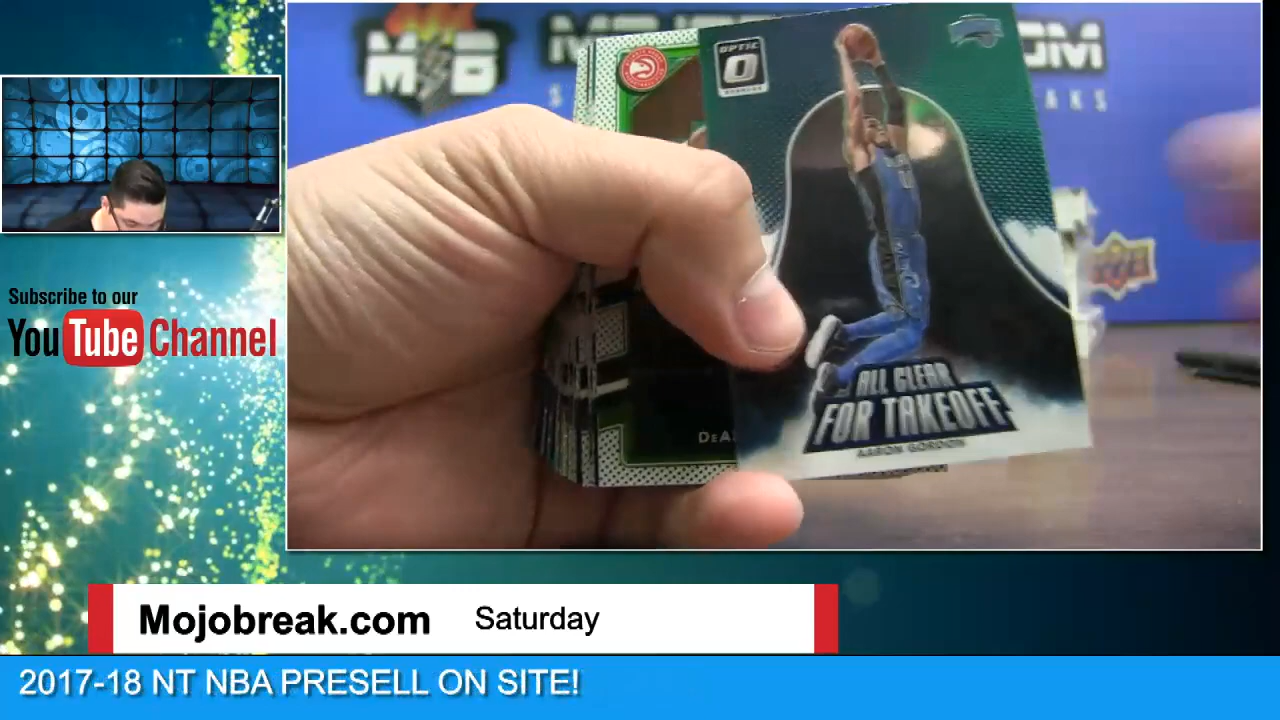 Subscribe to our
YouTube Channel
M B
OPTIC
ALL CLEAR
FOR TAKEOFF
AARON GORDON
Mojobreak.com Saturday
2017-18 NT NBA PRESELL ON SITE!